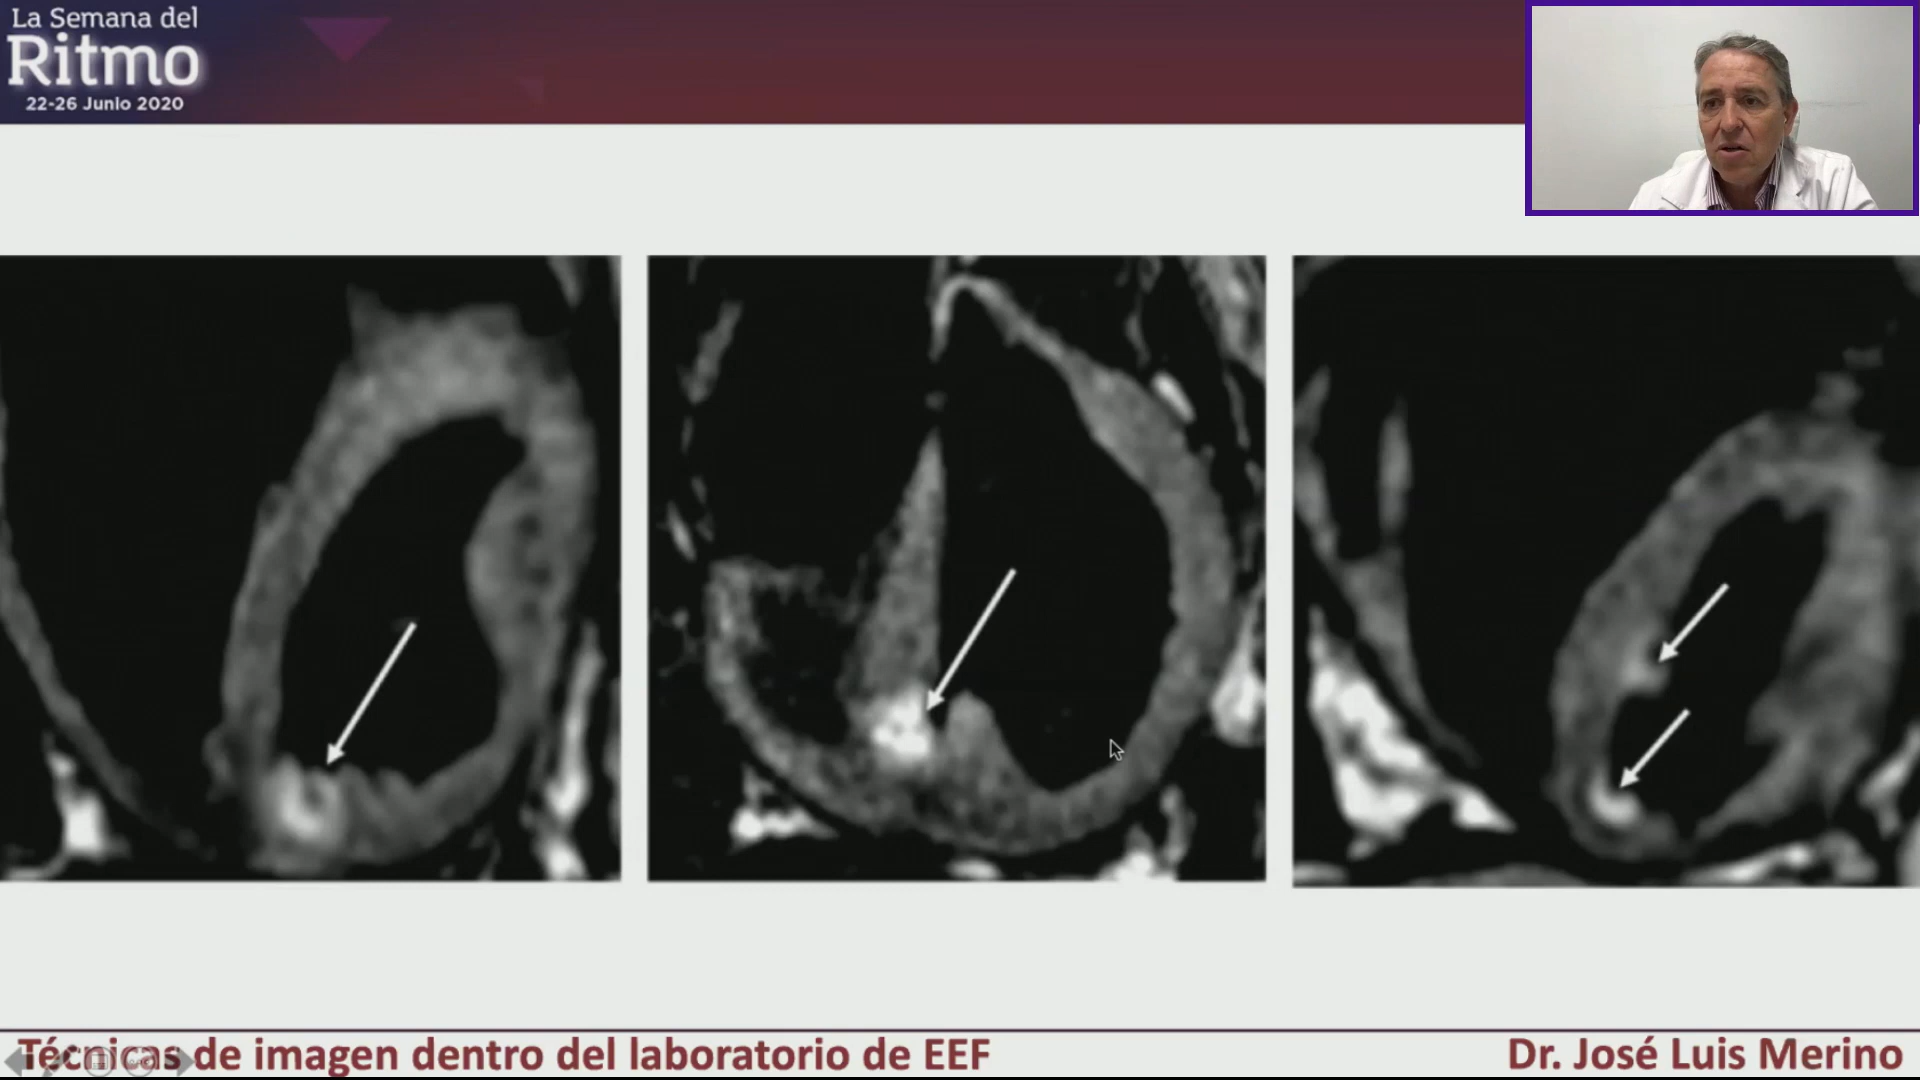 La Semana del
Ritmo
22-26 Junio 2020
Técnicas de imagen dentro del laboratorio de EEF
Dr. José Luis Merino